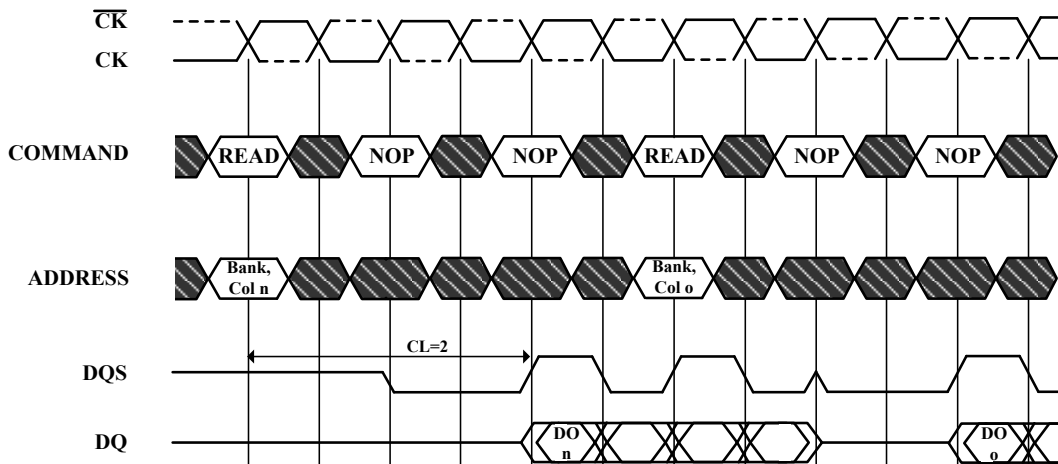 CK
CK
COMMAND READ NOP NOP READ NOP NOP
ADDRESS Bank, Col n Bank, Col o
CL=2
DQS
DQ DO n DO o